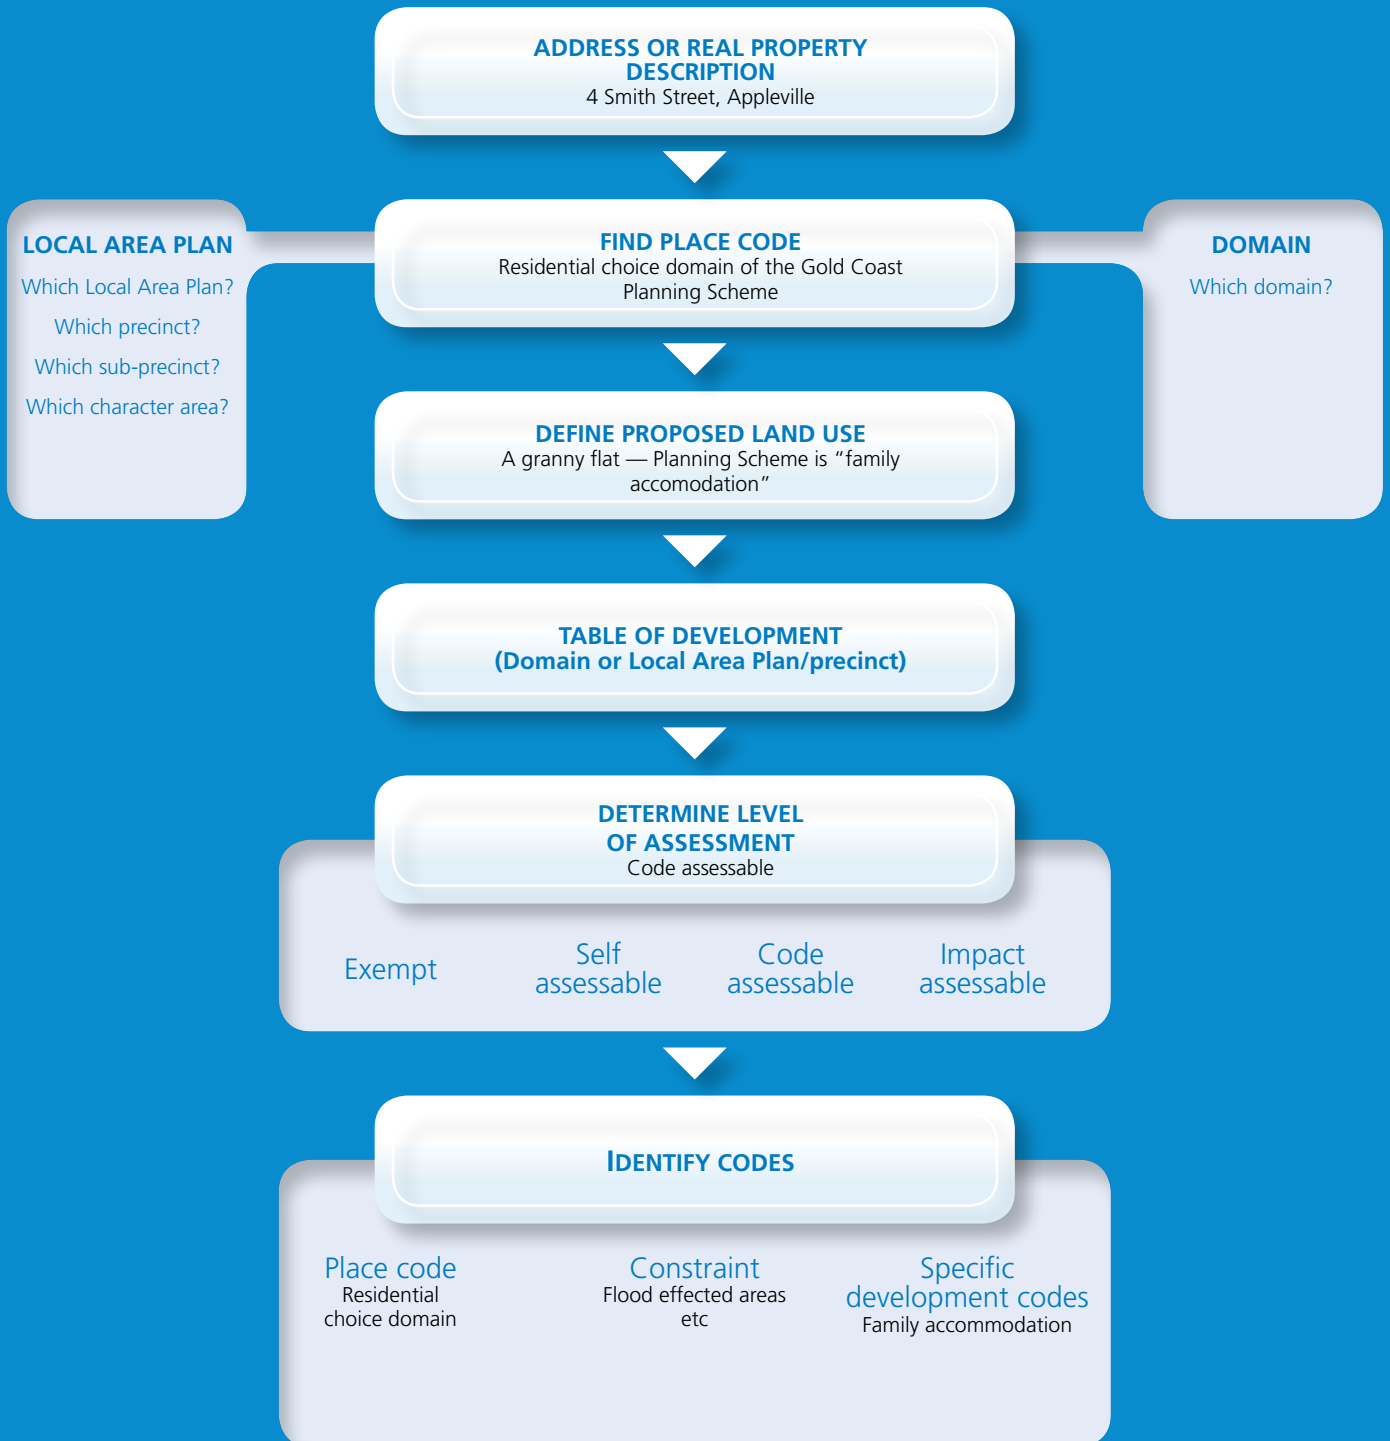 ADDRESS OR REAL PROPERTY
DESCRIPTION
4 Smith Street, Appleville
LOCAL AREA PLAN
Which Local Area Plan?
Which precinct?
Which sub-precinct?
Which character area?
FIND PLACE CODE
Residential choice domain of the Gold Coast
Planning Scheme
DOMAIN
Which domain?
DEFINE PROPOSED LAND USE
A granny flat — Planning Scheme is “family
accomodation”
TABLE OF DEVELOPMENT
(Domain or Local Area Plan/precinct)
DETERMINE LEVEL
OF ASSESSMENT
Code assessable
Exempt
Self
assessable
Code
assessable
Impact
assessable
IDENTIFY CODES
Place code
Residential
choice domain
Constraint
Flood effected areas
etc
Specific
development codes
Family accommodation